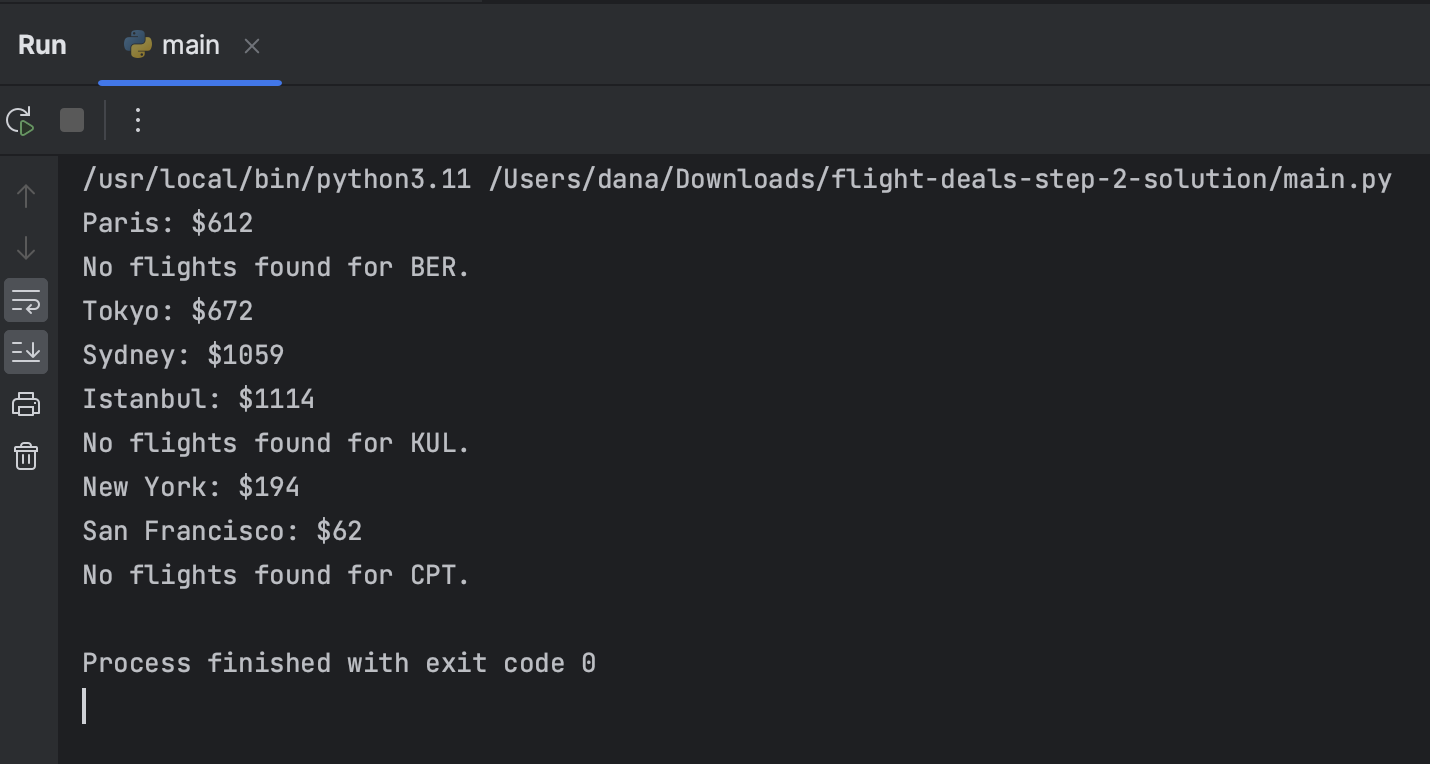 Run main
/usr/local/bin/python3.11 /Users/dana/Downloads/flight-deals-step-2-solution/main.py
Paris: $612
No flights found for BER.
Tokyo: $672
Sydney: $1059
Istanbul: $1114
No flights found for KUL.
New York: $194
San Francisco: $62
No flights found for CPT.
Process finished with exit code 0